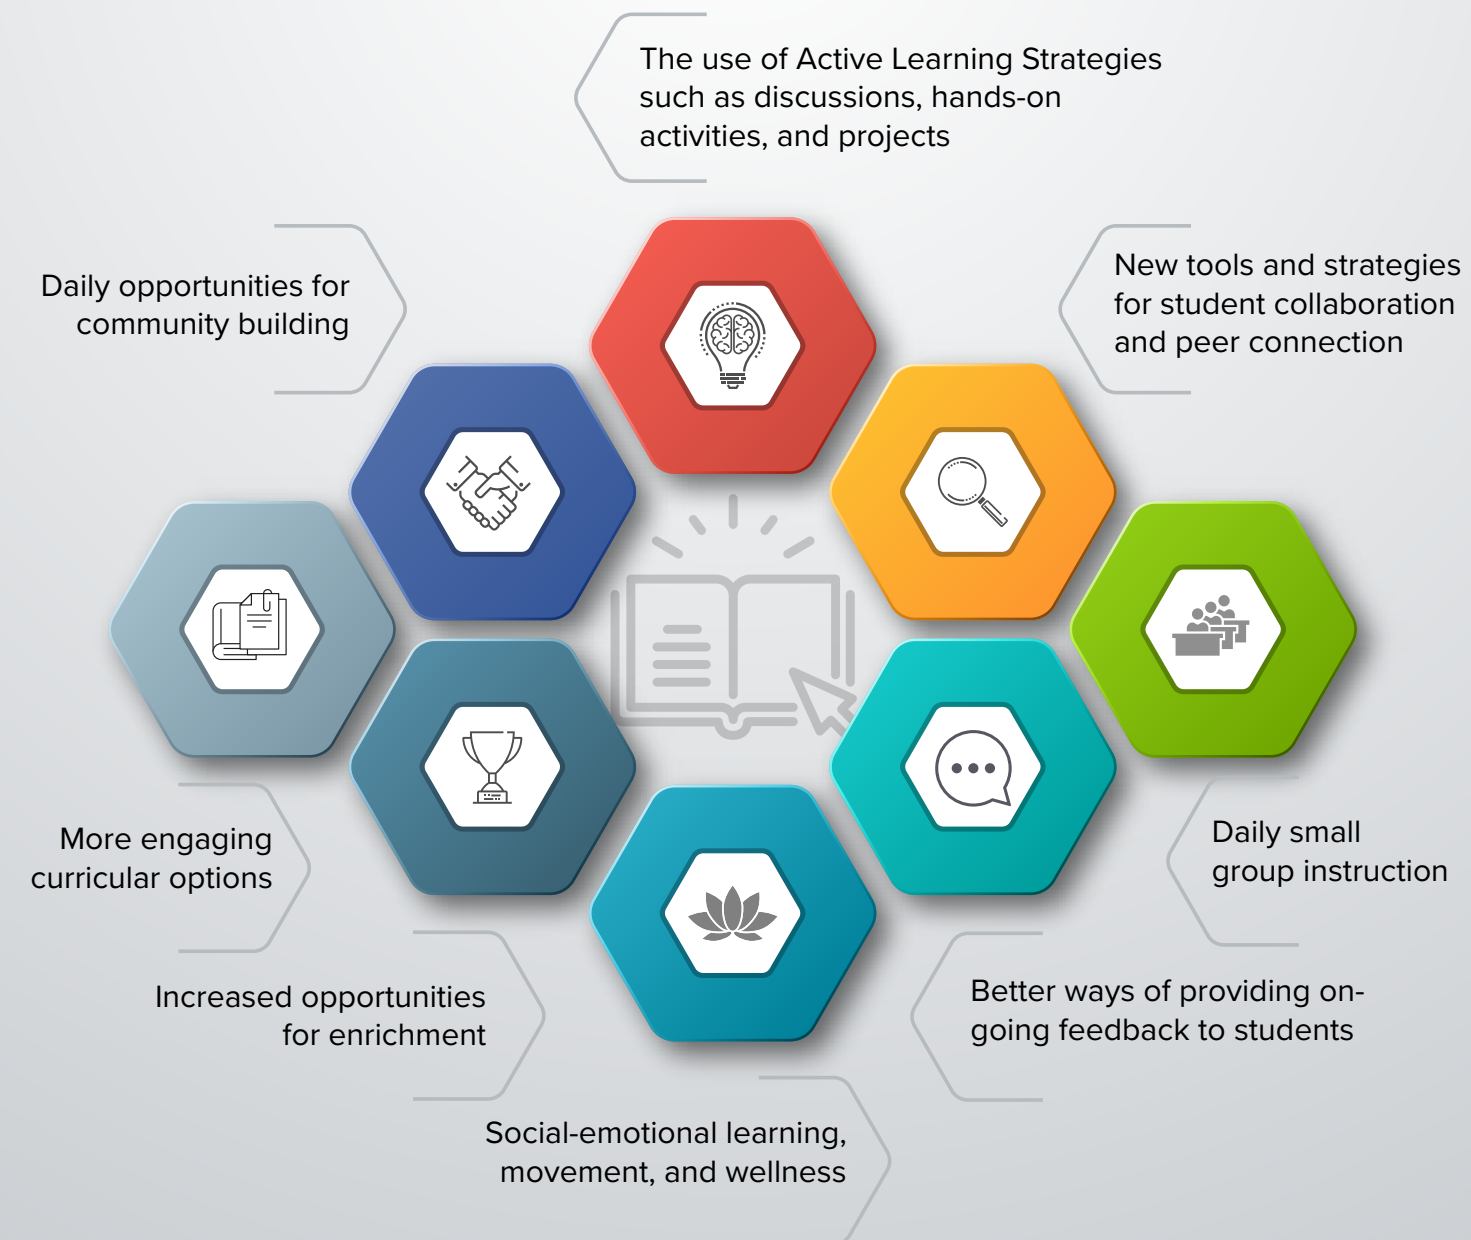 The use of Active Learning Strategies
such as discussions, hands-on
activities, and projects
Daily opportunities for
community building
New tools and strategies
for student collaboration
and peer connection
More engaging
curricular options
Daily small
group instruction
Increased opportunities
for enrichment
Better ways of providing on-
going feedback to students
Social-emotional learning,
movement, and wellness